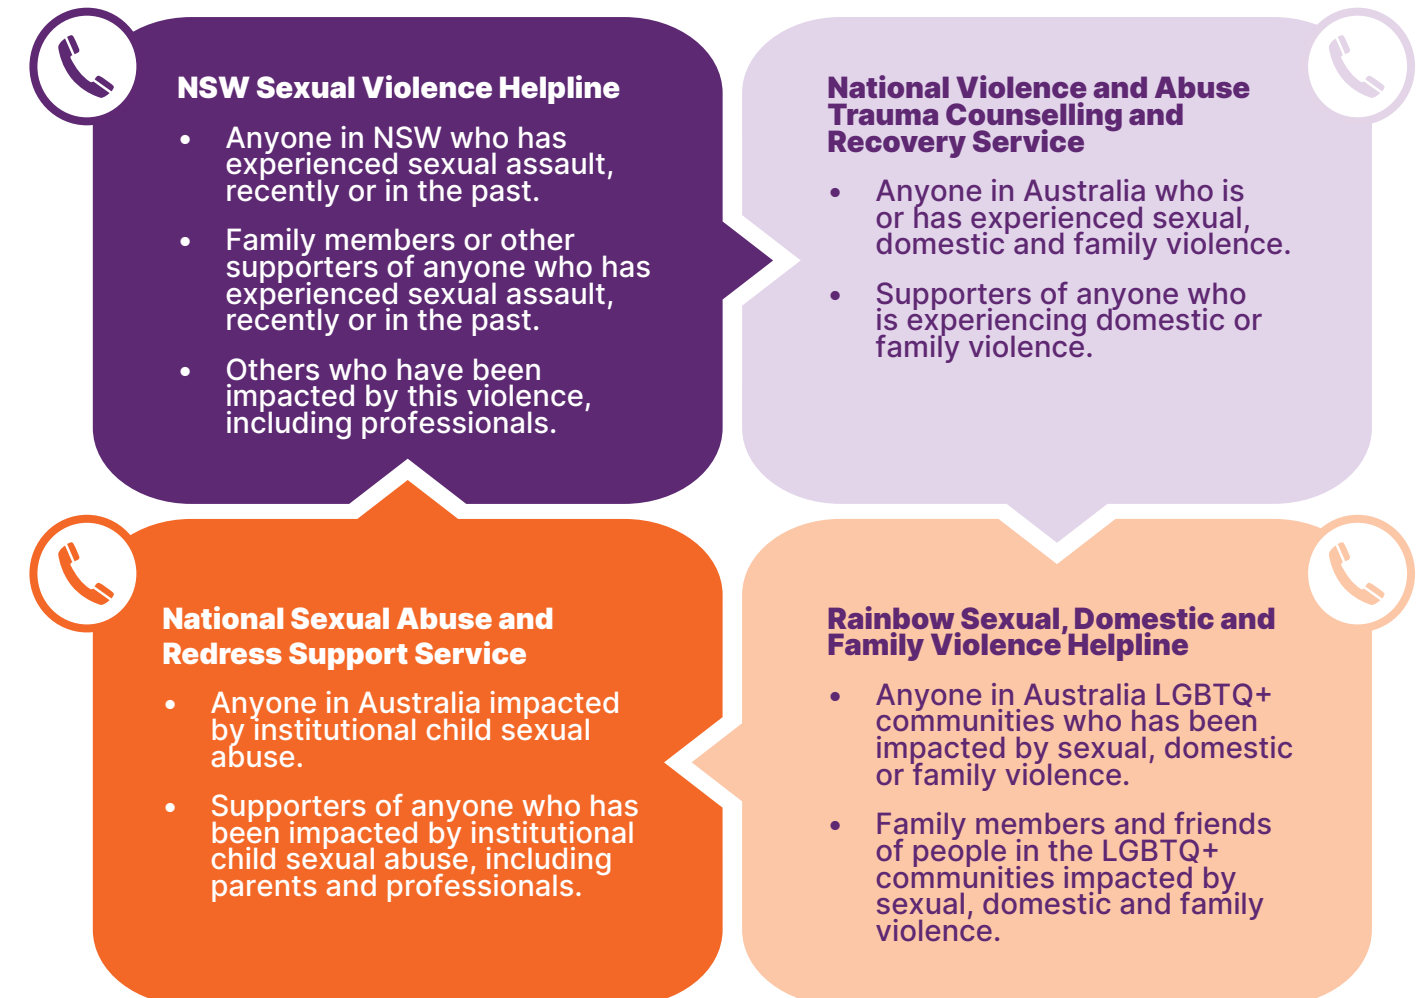 NSW Sexual Violence Helpline
• Anyone in NSW who has
experienced sexual assault,
recently or in the past.
• Family members or other
supporters of anyone who has
experienced sexual assault,
recently or in the past.
• Others who have been
impacted by this violence,
including professionals.
National Violence and Abuse
Trauma Counselling and
Recovery Service
• Anyone in Australia who is
or has experienced sexual,
domestic and family violence.
• Supporters of anyone who
is experiencing domestic or
family violence.
National Sexual Abuse and
Redress Support Service
• Anyone in Australia impacted
by institutional child sexual
abuse.
• Supporters of anyone who has
been impacted by institutional
child sexual abuse, including
parents and professionals.
Rainbow Sexual, Domestic and
Family Violence Helpline
• Anyone in Australia LGBTQ+
communities who has been
impacted by sexual, domestic
or family violence.
• Family members and friends
of people in the LGBTQ+
communities impacted by
sexual, domestic and family
violence.